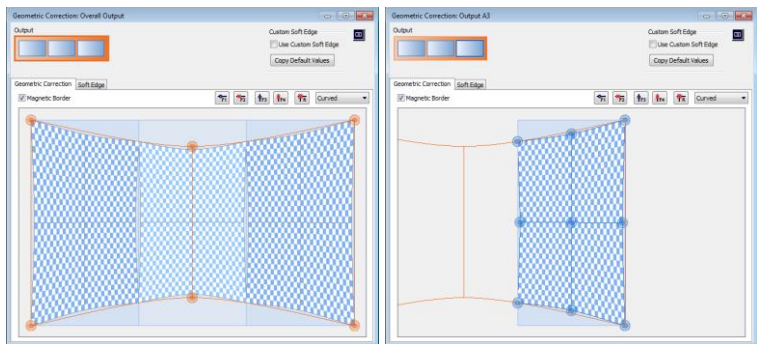 Geometric Correction: Overall Output
Output
Custom Soft Edge
Use Custom Soft Edge
Copy Default Values
Geometric Correction Soft Edge
Magnetic Border
Curved
Geometric Correction: Output A3
Output
Custom Soft Edge
Use Custom Soft Edge
Copy Default Values
Geometric Correction Soft Edge
Magnetic Border
Curved